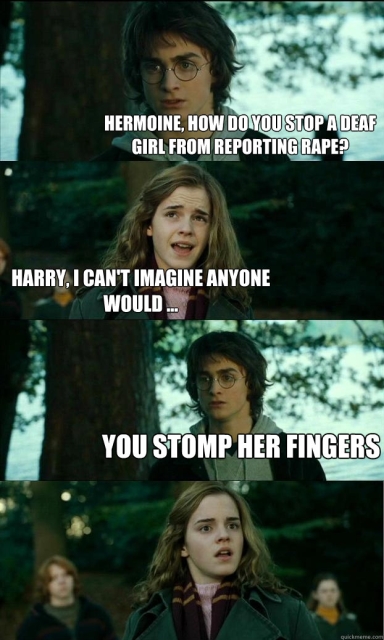 HERMOINE, HOW DO YOU STOP A DEAF
GIRL FROM REPORTING RAPE?
HARRY, I CAN'T IMAGINE ANYONE
WOULD ...
YOU STOMP HER FINGERS
quickmeme.com